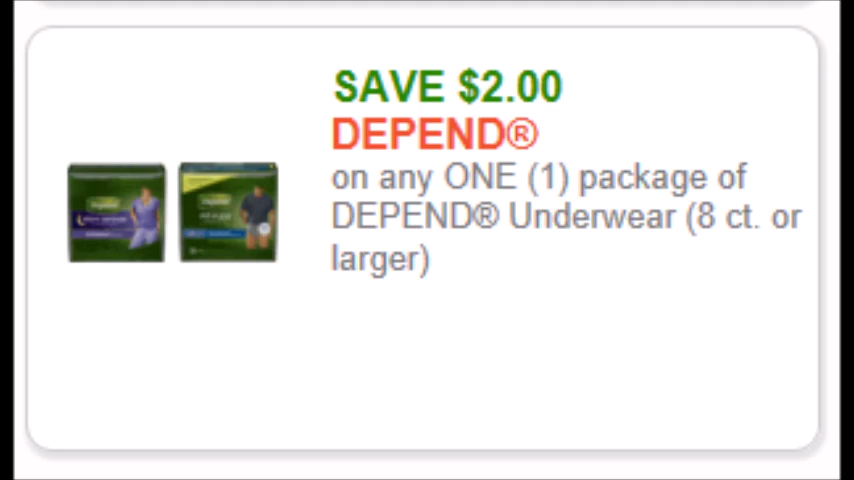 SAVE $2.00
DEPEND®
on any ONE (1) package of
DEPEND® Underwear (8 ct. or
larger)